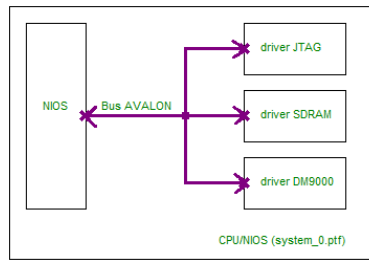 driver JTAG
NIOS
Bus AVALON
driver SDRAM
driver DM9000
CPU/NIOS (system_0.ptf)